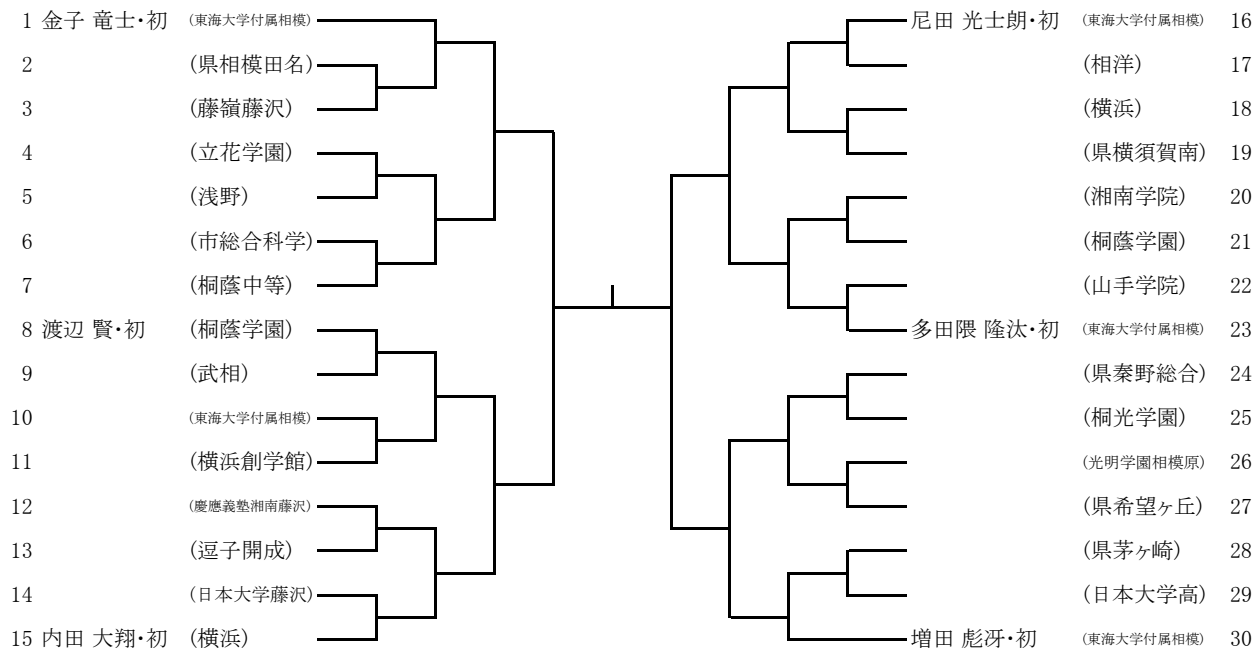 1 金子 竜士・初 (東海大学付属相模)
2 (県相模田名)
3 (藤嶺藤沢)
4 (立花学園)
5 (浅野)
6 (市総合科学)
7 (桐蔭中等)
8 渡辺 賢・初 (桐蔭学園)
9 (武相)
10 (東海大学付属相模)
11 (横浜創学館)
12 (慶應義塾湘南藤沢)
13 (逗子開成)
14 (日本大学藤沢)
15 内田 大翔・初 (横浜)
尼田 光士朗・初 (東海大学付属相模) 16
(相洋) 17
(横浜) 18
(県横須賀南) 19
(湘南学院) 20
(桐蔭学園) 21
(山手学院) 22
多田隈 隆汰・初 (東海大学付属相模) 23
(県秦野総合) 24
(桐光学園) 25
(光明学園相模原) 26
(県希望ヶ丘) 27
(県茅ヶ崎) 28
(日本大学高) 29
増田 彪冴・初 (東海大学付属相模) 30